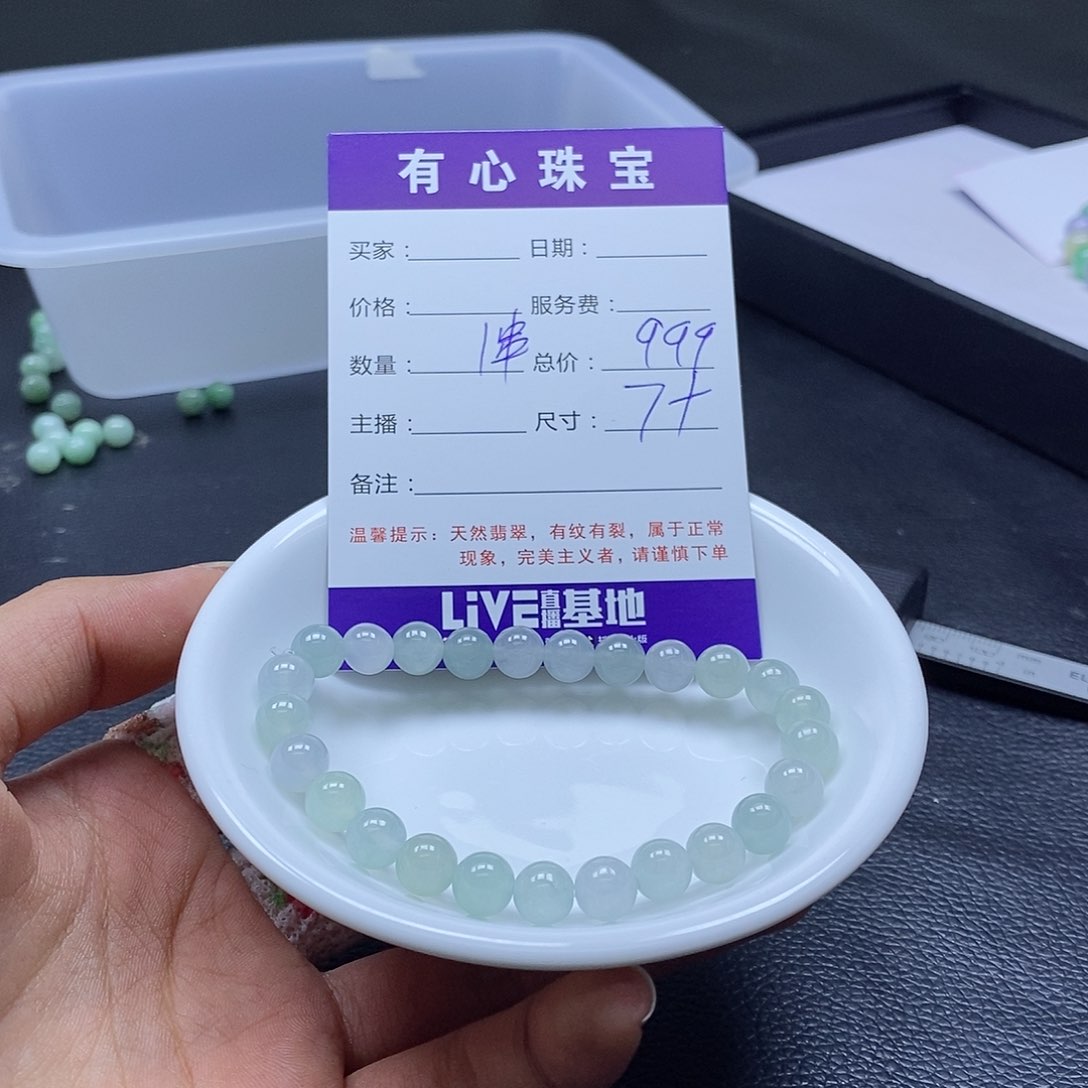 有心珠宝
买家： 日期：
价格： 服务费：
数量：1串 总价：999
主播： 尺寸：7+
备注：
温馨提示：天然翡翠，有纹有裂，属于正常
现象，完美主义者，请谨慎下单
LiVE直播基地